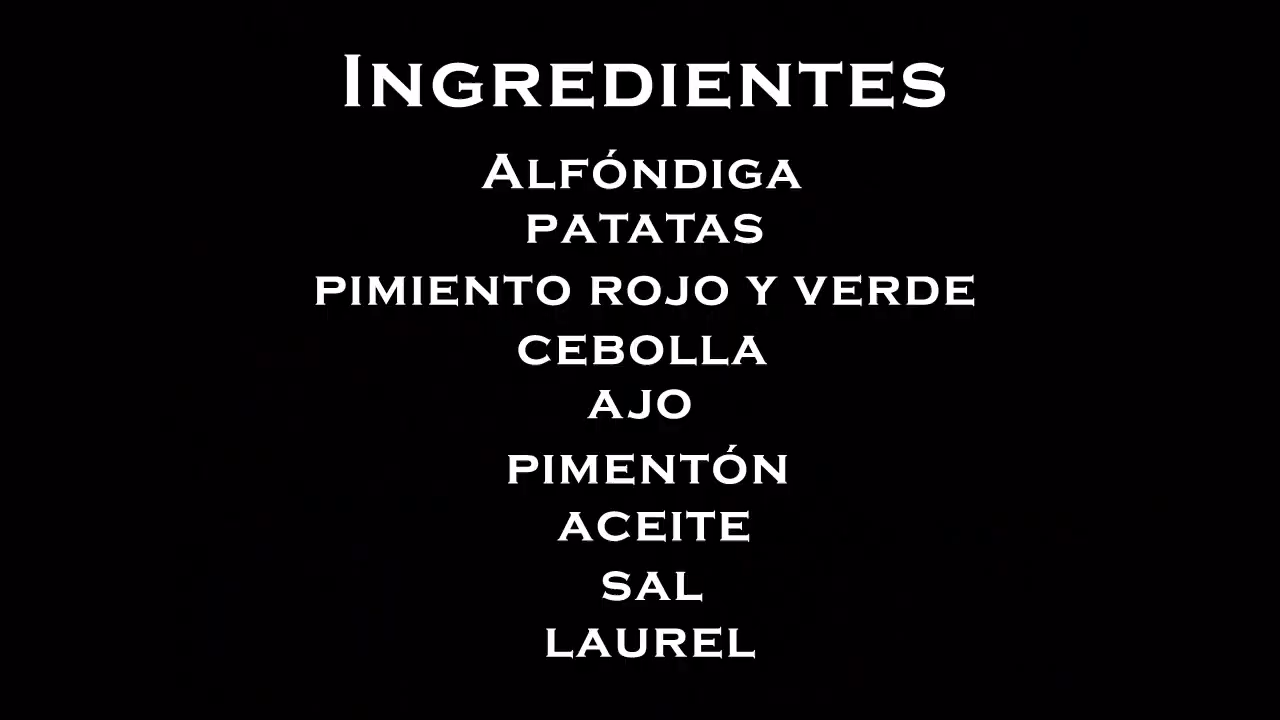 INGREDIENTES
ALFÓNDIGA
PATATAS
PIMIENTO ROJO Y VERDE
CEBOLLA
AJO
PIMENTÓN
ACEITE
SAL
LAUREL